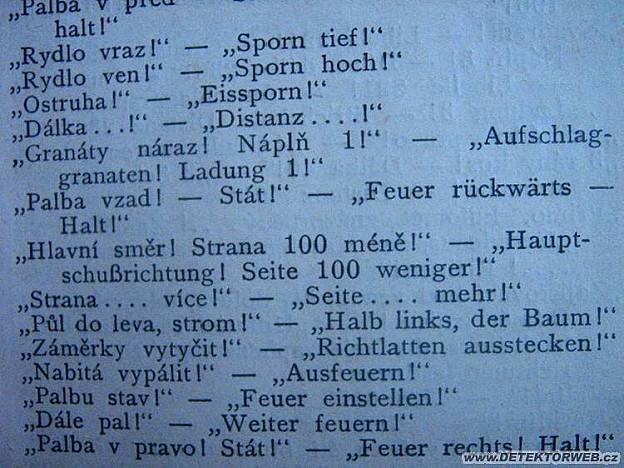 „Palba v před —
halt!“
„Rydlo vraz!“ — „Sporn tief!“
„Rydlo ven!“ — „Sporn hoch!“
„Ostruha!“ — „Eissporn!“
„Dálka...!“ — „Distanz ....!“
„Granáty náraz! Náplň 1!“ — „Aufschlag-
granaten! Ladung 1!“
„Palba vzad! — Stát!“ — „Feuer rückwärts —
Halt!“
„Hlavní směr! Strana 100 méně!“ — „Haupt-
schußrichtung! Seite 100 weniger!“
„Strana .... více!“ — „Seite .... mehr!“
„Půl do leva, strom!“ — „Halb links, der Baum!“
„Záměrky vytyčit!“ — „Richtlatten ausstecken!“
„Nabitá vypálit!“ — „Ausfeuern!“
„Palbu stav!“ — „Feuer einstellen!“
„Dále pal!“ — „Weiter feuern!“
„Palba v pravo! Stát!“ — „Feuer rechts! Halt!“
www.DETEKTORWEB.cz